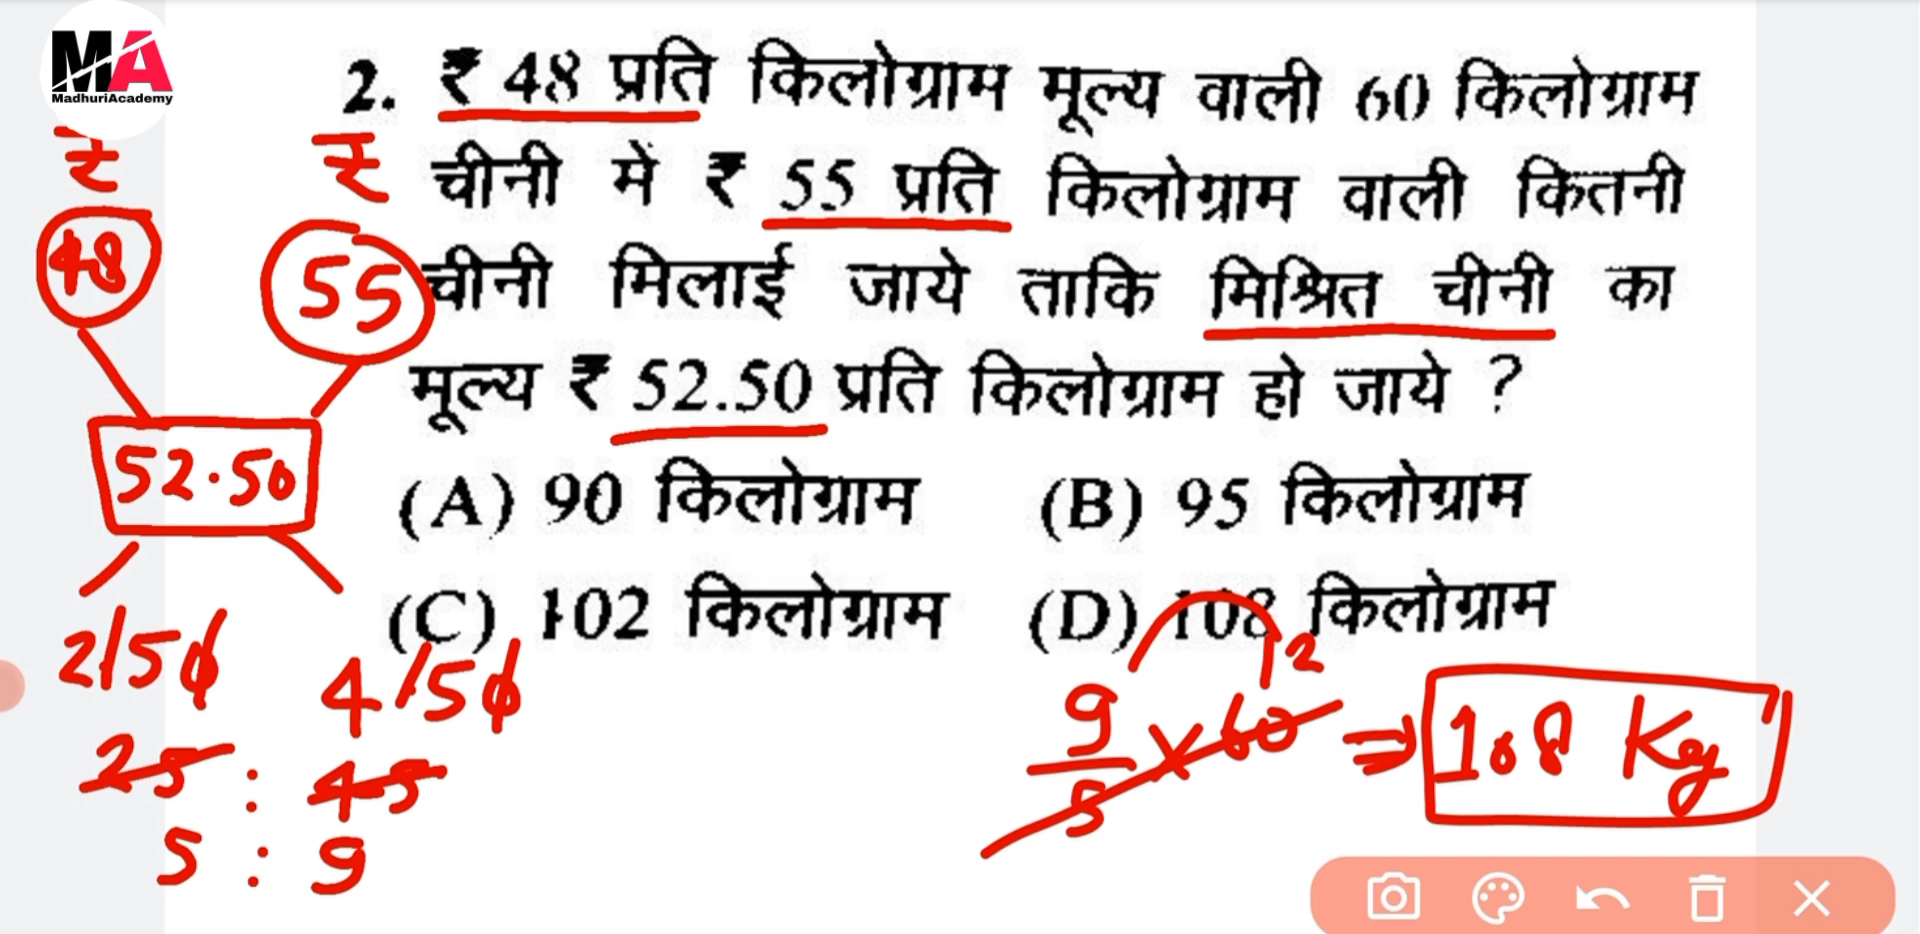 MA
MadhuriAcademy
2. ₹ 48 प्रति किलोग्राम मूल्य वाली 60 किलोग्राम
चीनी में ₹ 55 प्रति किलोग्राम वाली कितनी
चीनी मिलाई जाये ताकि मिश्रित चीनी का
मूल्य ₹ 52.50 प्रति किलोग्राम हो जाये ?
(A) 90 किलोग्राम (B) 95 किलोग्राम
(C) 102 किलोग्राम (D) 108 किलोग्राम
₹ ₹
48 55
52.50
2.50 4.50
25 : 45
5 : 9
9/5 × 60 12 ⇒ 108 Kg